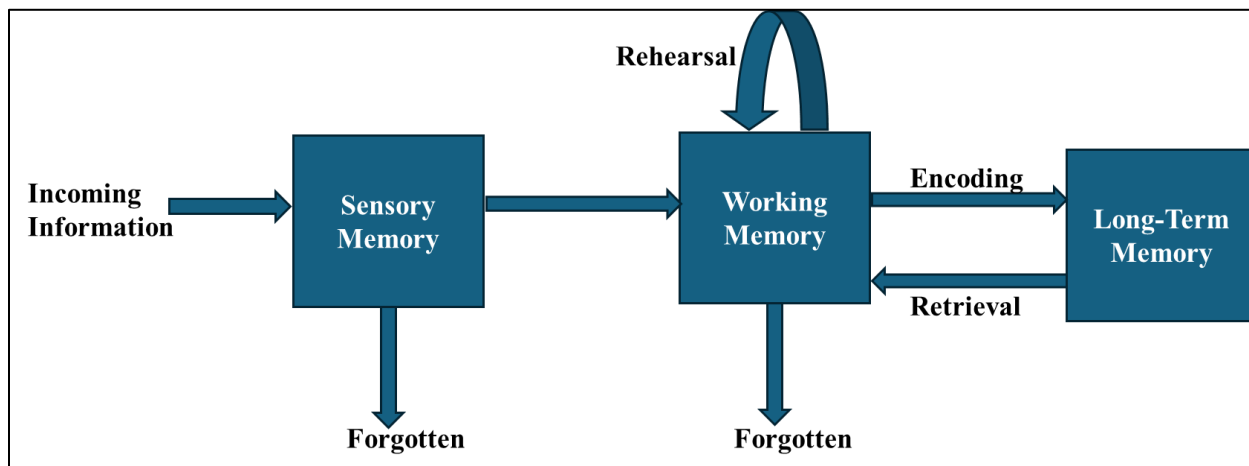 Rehearsal
Incoming
Information
Sensory
Memory
Working
Memory
Encoding
Retrieval
Long-Term
Memory
Forgotten
Forgotten